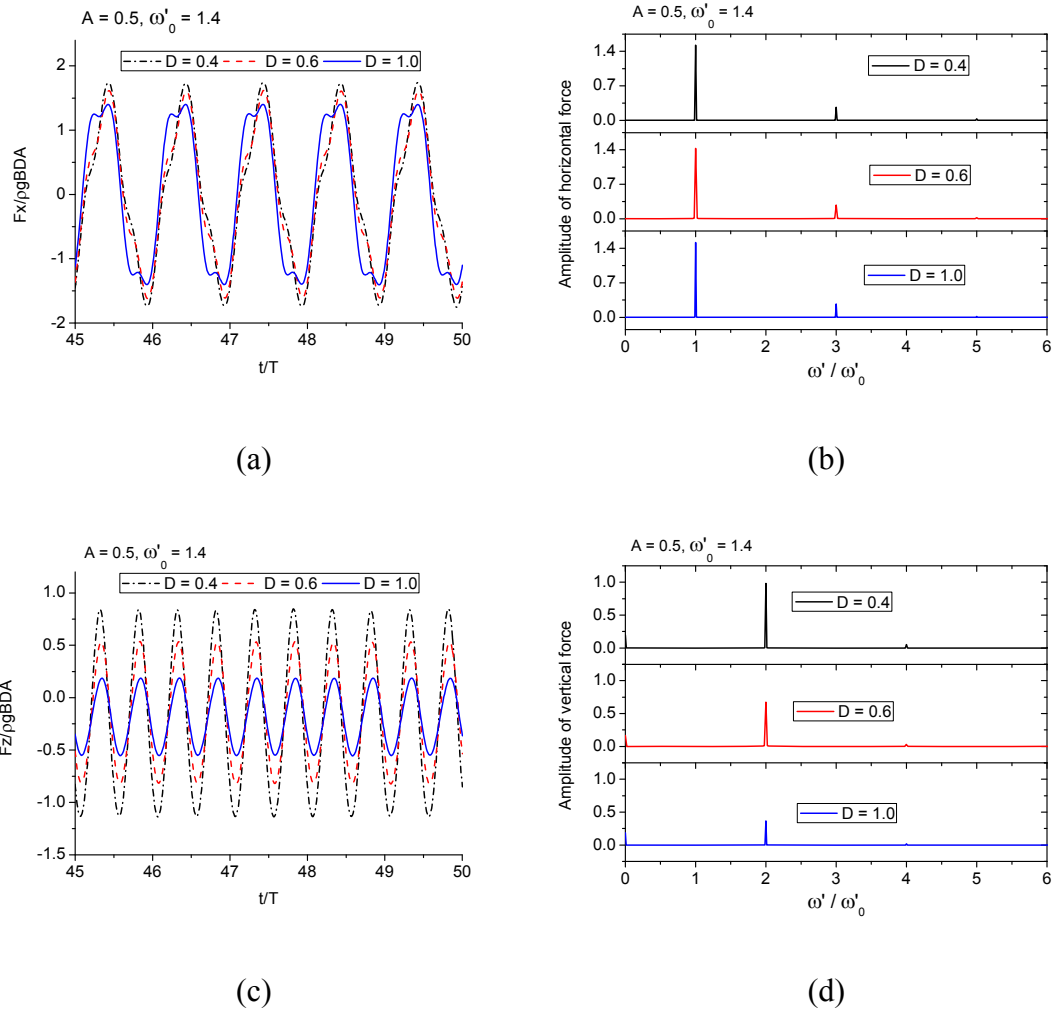 A = 0.5, ω'₀ = 1.4
D = 0.4 D = 0.6 D = 1.0
Fx/ρgBDA
2
1
0
-1
-2
45 46 47 48 49 50
t/T
(a)
A = 0.5, ω'₀ = 1.4
Amplitude of horizontal force
1.4
0.7
0.0
D = 0.4
1.4
0.7
0.0
D = 0.6
1.4
0.7
0.0
D = 1.0
0 1 2 3 4 5 6
ω' / ω'₀
(b)
A = 0.5, ω'₀ = 1.4
D = 0.4 D = 0.6 D = 1.0
Fz/ρgBDA
1.0
0.5
0.0
-0.5
-1.0
-1.5
45 46 47 48 49 50
t/T
(c)
A = 0.5, ω'₀ = 1.4
Amplitude of vertical force
1.0
0.5
0.0
D = 0.4
1.0
0.5
0.0
D = 0.6
1.0
0.5
0.0
D = 1.0
0 1 2 3 4 5 6
ω' / ω'₀
(d)